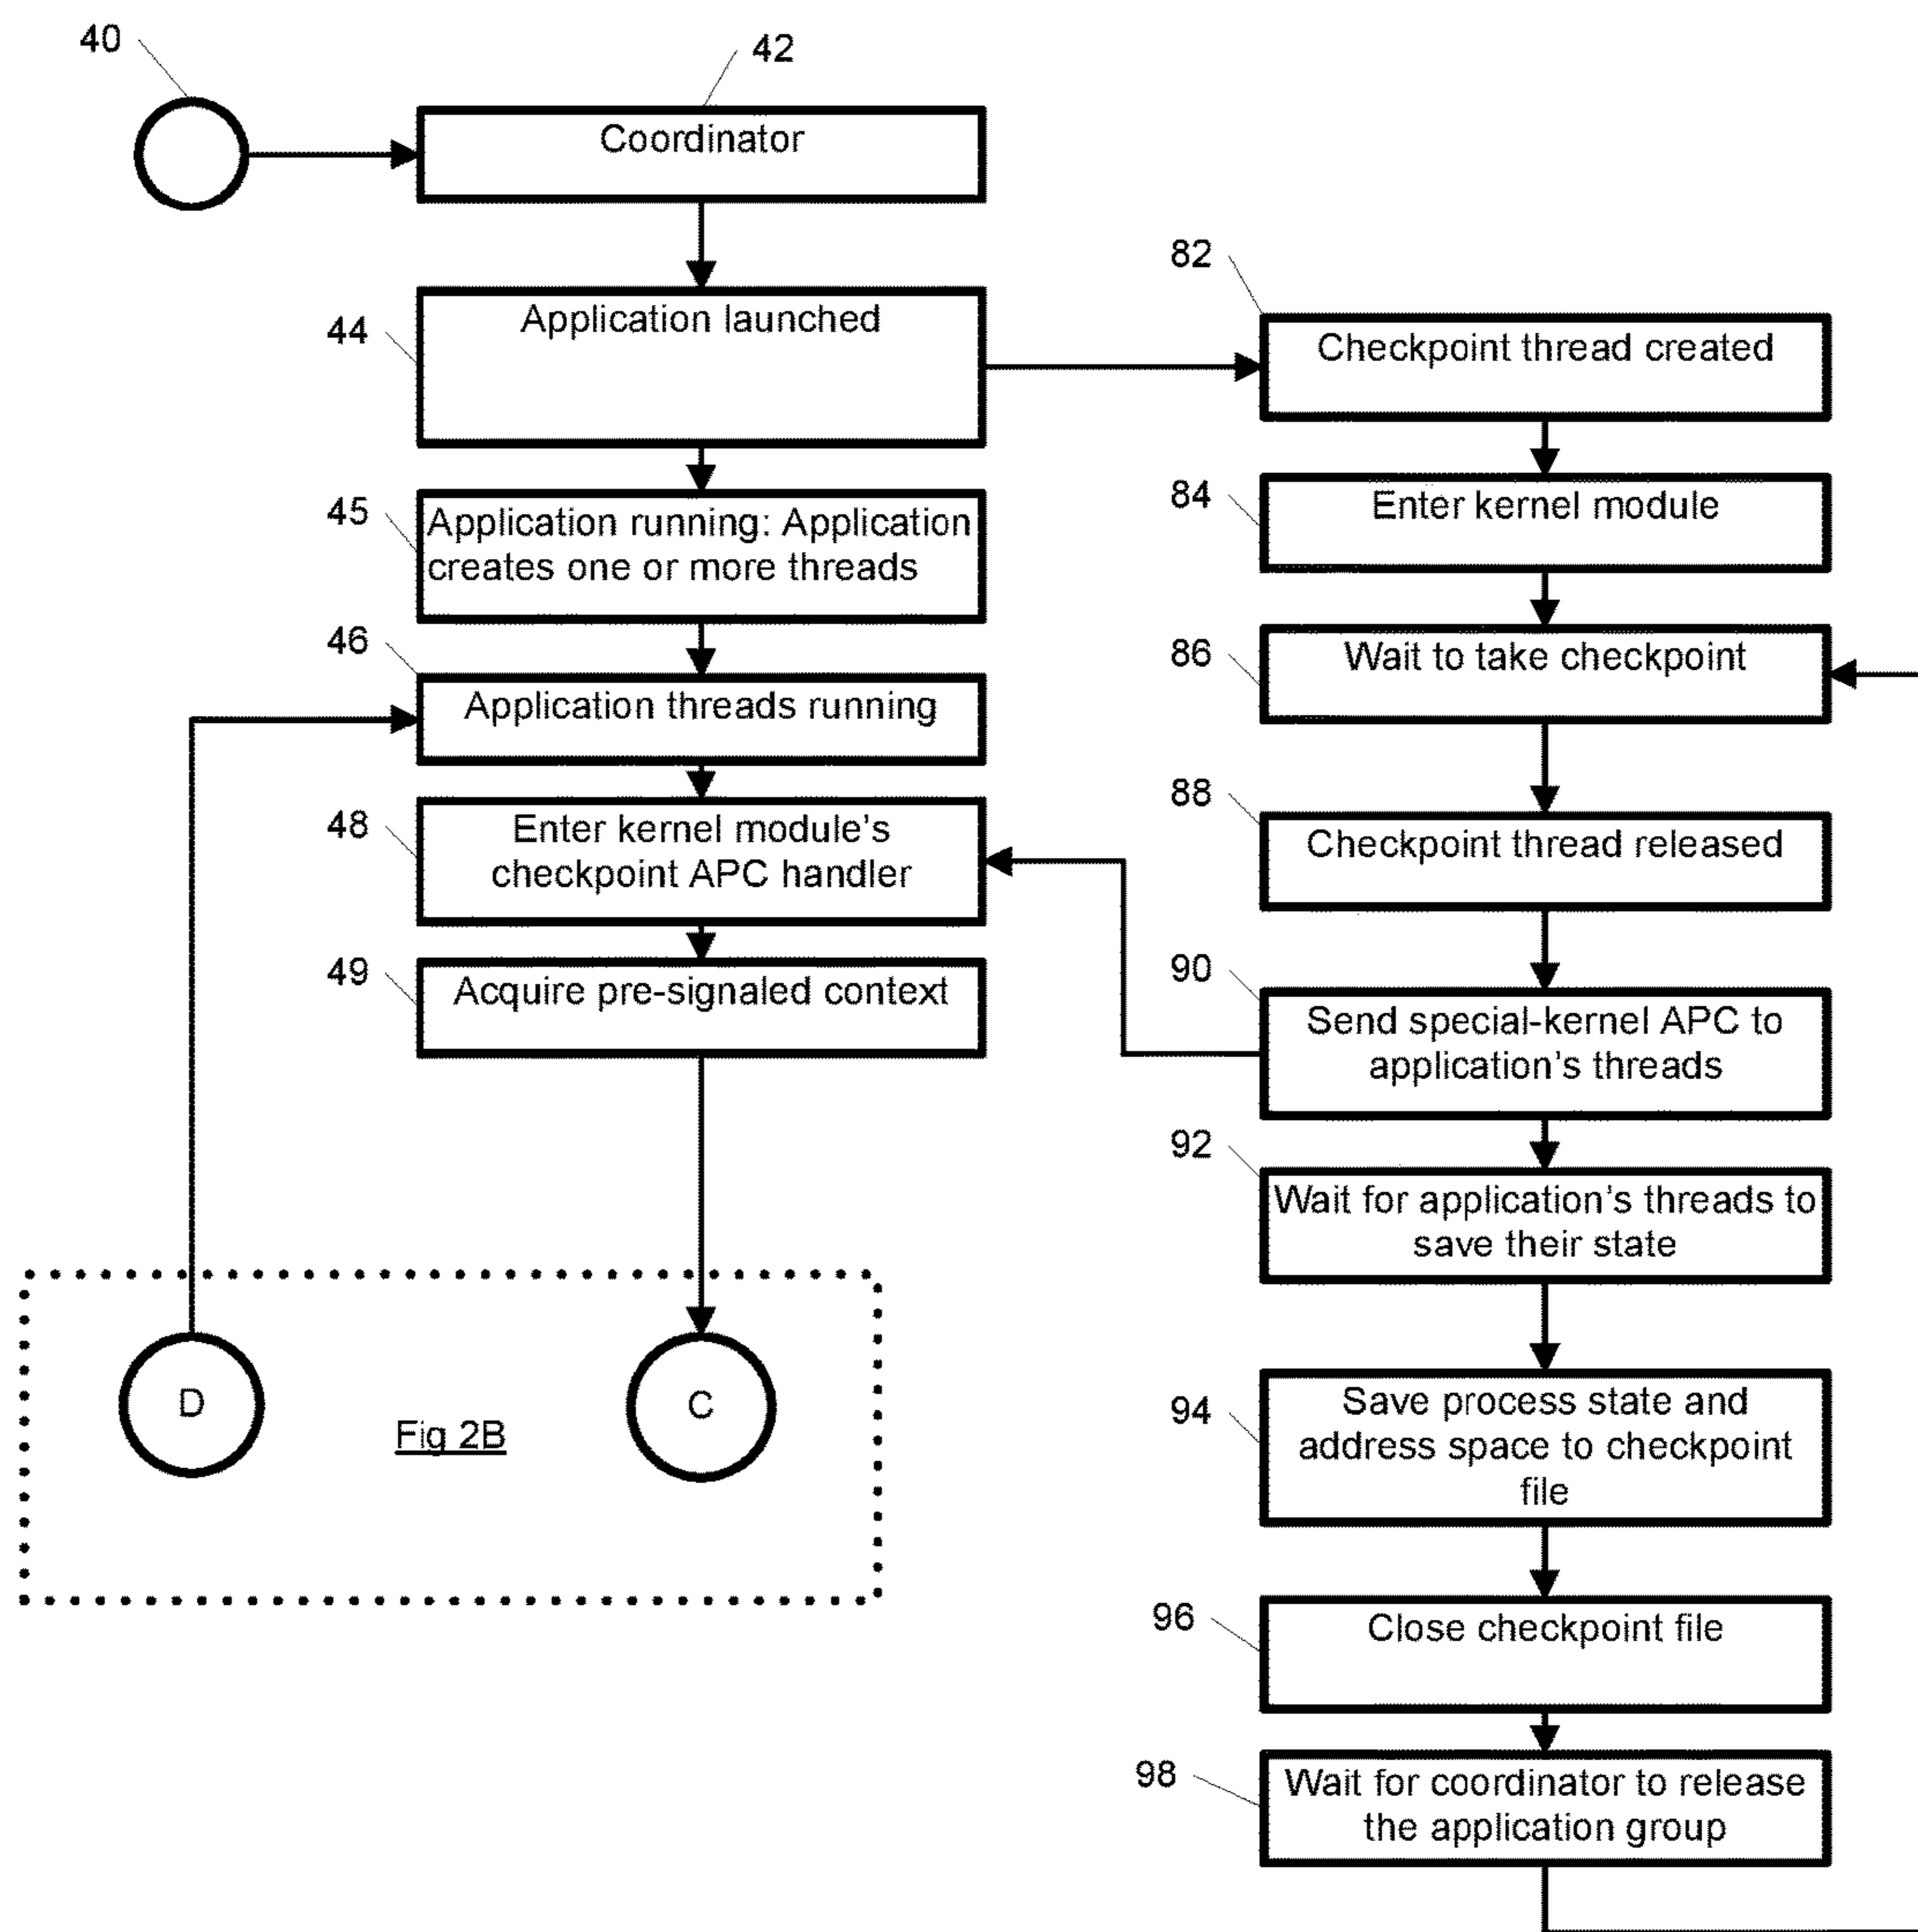 40
42
Coordinator
44
Application launched
45
Application running: Application
creates one or more threads
46
Application threads running
48
Enter kernel module's
checkpoint APC handler
49
Acquire pre-signaled context
D
Fig 2B
C
82
Checkpoint thread created
84
Enter kernel module
86
Wait to take checkpoint
88
Checkpoint thread released
90
Send special-kernel APC to
application's threads
92
Wait for application's threads to
save their state
94
Save process state and
address space to checkpoint
file
96
Close checkpoint file
98
Wait for coordinator to release
the application group